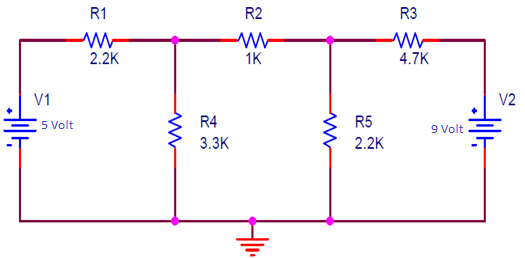 R1
R2
R3
2.2K
1K
4.7K
V1
V2
5 Volt
R4
R5
9 Volt
3.3K
2.2K